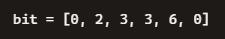 bit = [0, 2, 3, 3, 6, 0]